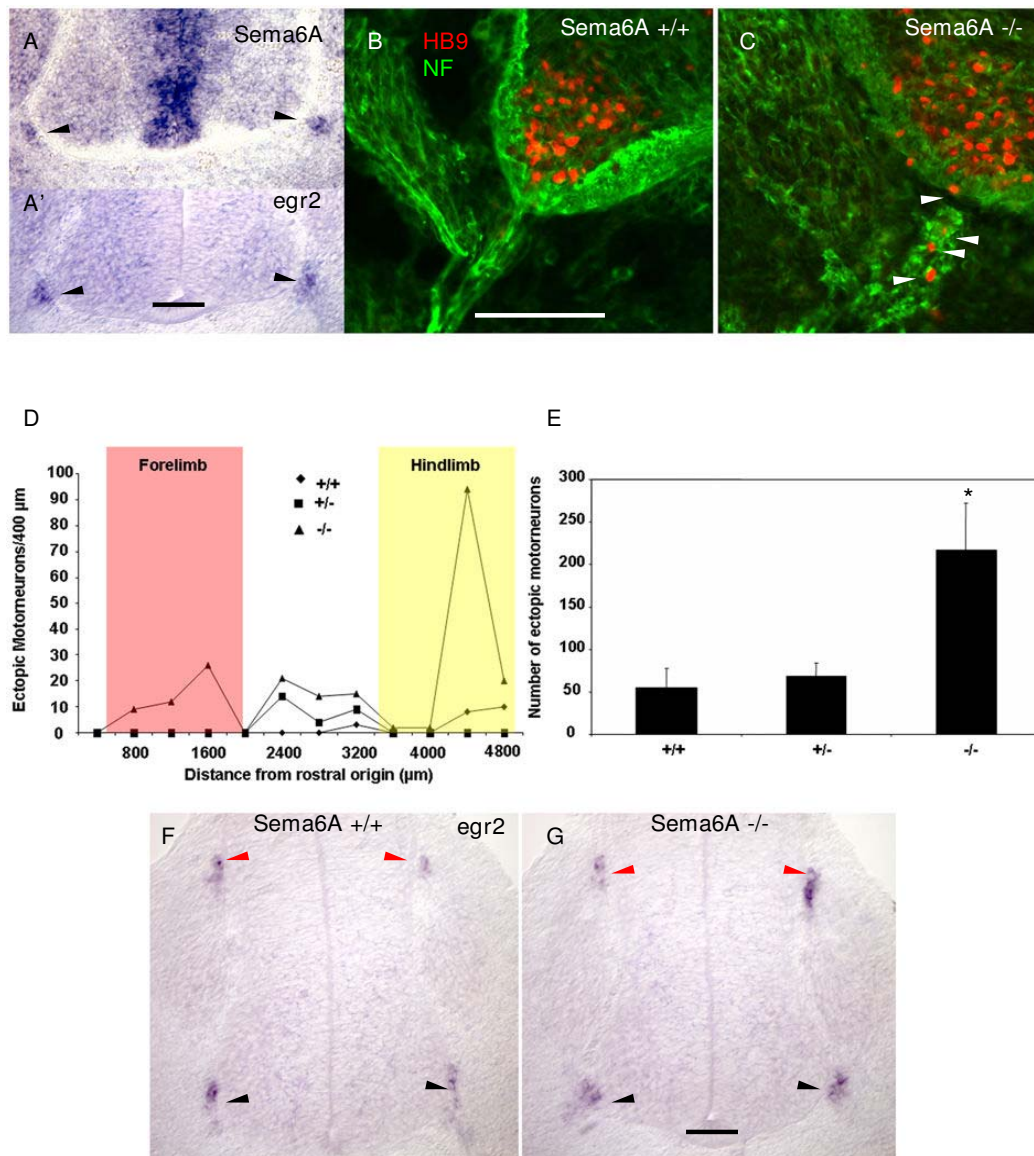 A
Sema6A
A'
egr2
B
HB9
NF
Sema6A +/+
C
Sema6A -/-
D
Forelimb
Hindlimb
+/+
+/-
-/-
Ectopic Motorneurons/400 µm
100
90
80
70
60
50
40
30
20
10
0
800 1600 2400 3200 4000 4800
Distance from rostral origin (µm)
E
Number of ectopic motorneurons
300
250
200
150
100
50
0
*
+/+ +/- -/-
F
Sema6A +/+
egr2
G
Sema6A -/-